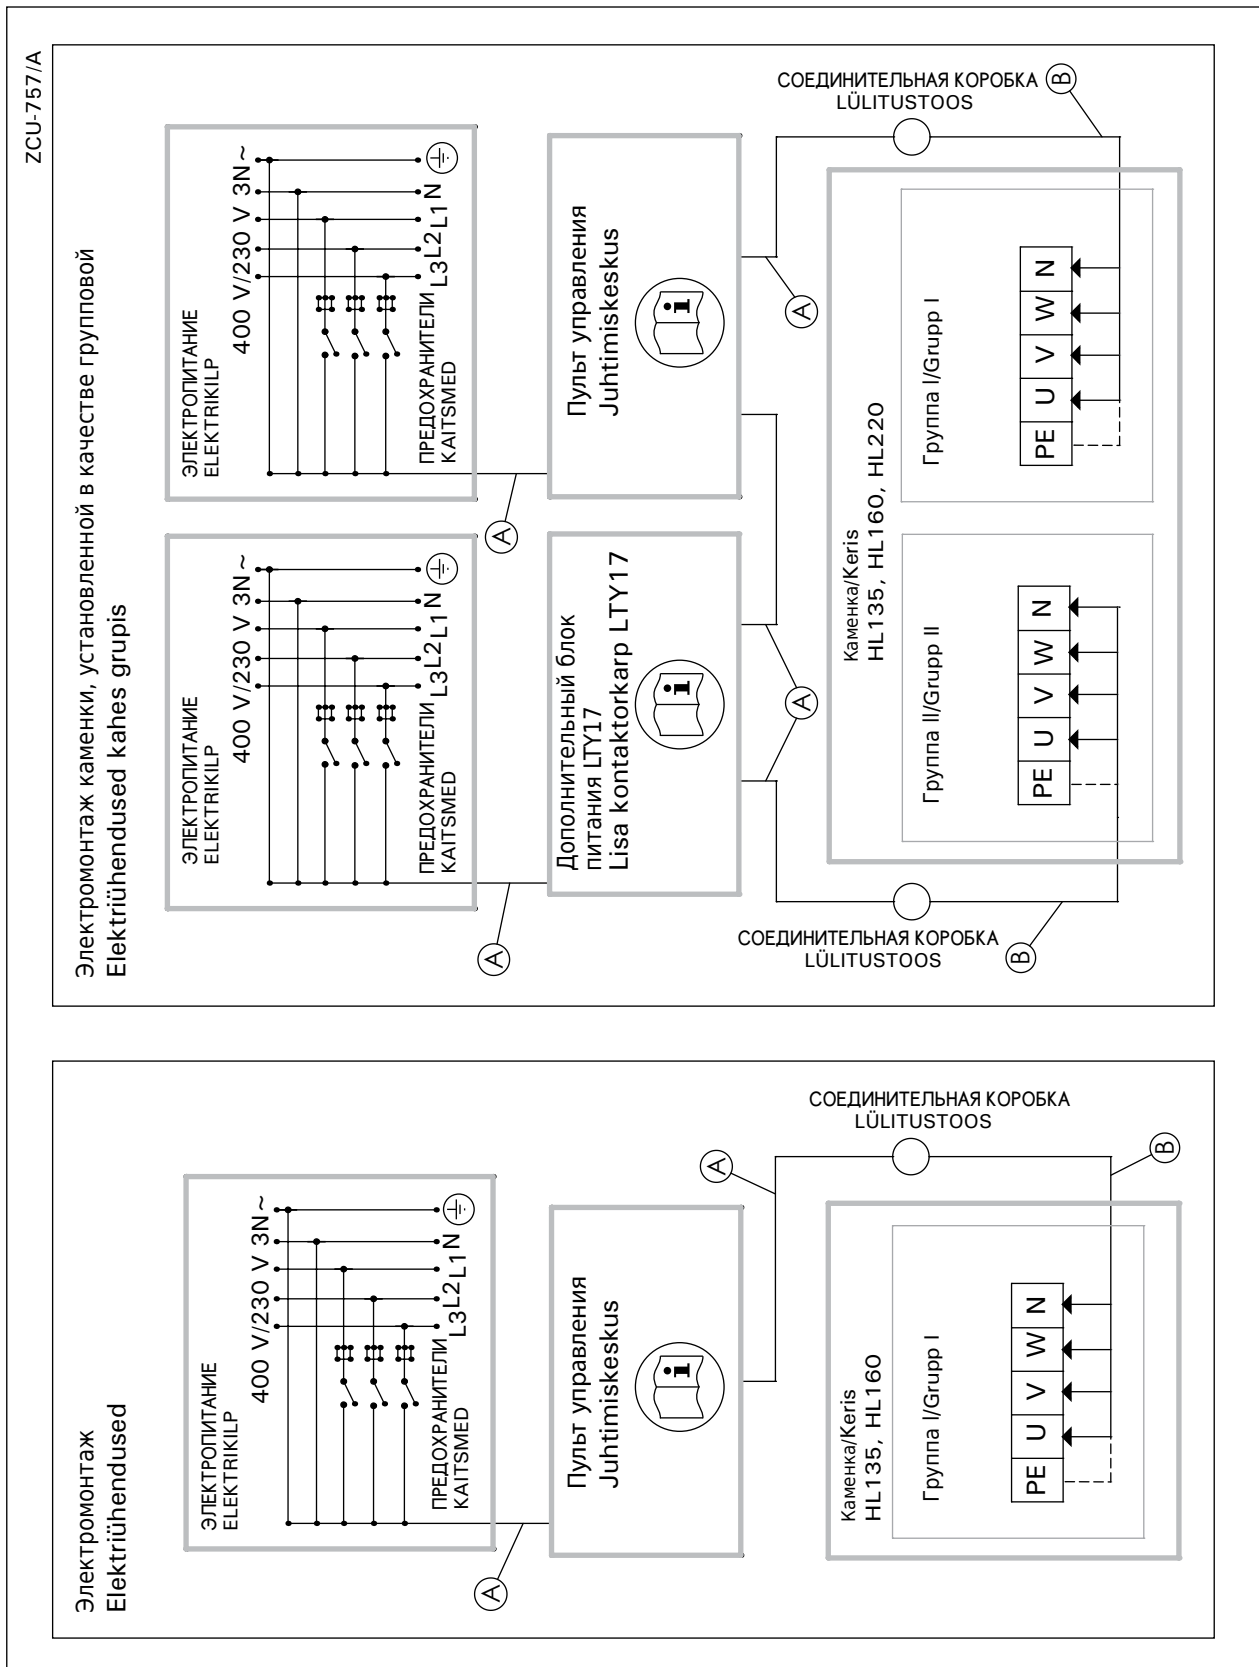 ZCU-757/A
Электромонтаж
Elektriühendused
ЭЛЕКТРОПИТАНИЕ
ELEKTRIKILP
400 V/230 V 3N ~
ПРЕДОХРАНИТЕЛИ
KAITSMED
L3 L2 L1 N
A
Пульт управления
Juhtimiskeskus
i
A
СОЕДИНИТЕЛЬНАЯ КОРОБКА
LÜLITUSTOOS
B
Каменка/Keris
HL135, HL160
Группа I/Grupp I
PE U V W N
Электромонтаж каменки, установленной в качестве групповой
Elektriühendused kahes grupis
ЭЛЕКТРОПИТАНИЕ
ELEKTRIKILP
400 V/230 V 3N ~
ПРЕДОХРАНИТЕЛИ
KAITSMED
L3 L2 L1 N
A
ЭЛЕКТРОПИТАНИЕ
ELEKTRIKILP
400 V/230 V 3N ~
ПРЕДОХРАНИТЕЛИ
KAITSMED
L3 L2 L1 N
A
Дополнительный блок
питания LTY17
Lisa kontaktorkarp LTY17
i
Пульт управления
Juhtimiskeskus
i
A
A
СОЕДИНИТЕЛЬНАЯ КОРОБКА
LÜLITUSTOOS
B
СОЕДИНИТЕЛЬНАЯ КОРОБКА
LÜLITUSTOOS
B
Каменка/Keris
HL135, HL160, HL220
Группа II/Grupp II
PE U V W N
Группа I/Grupp I
PE U V W N